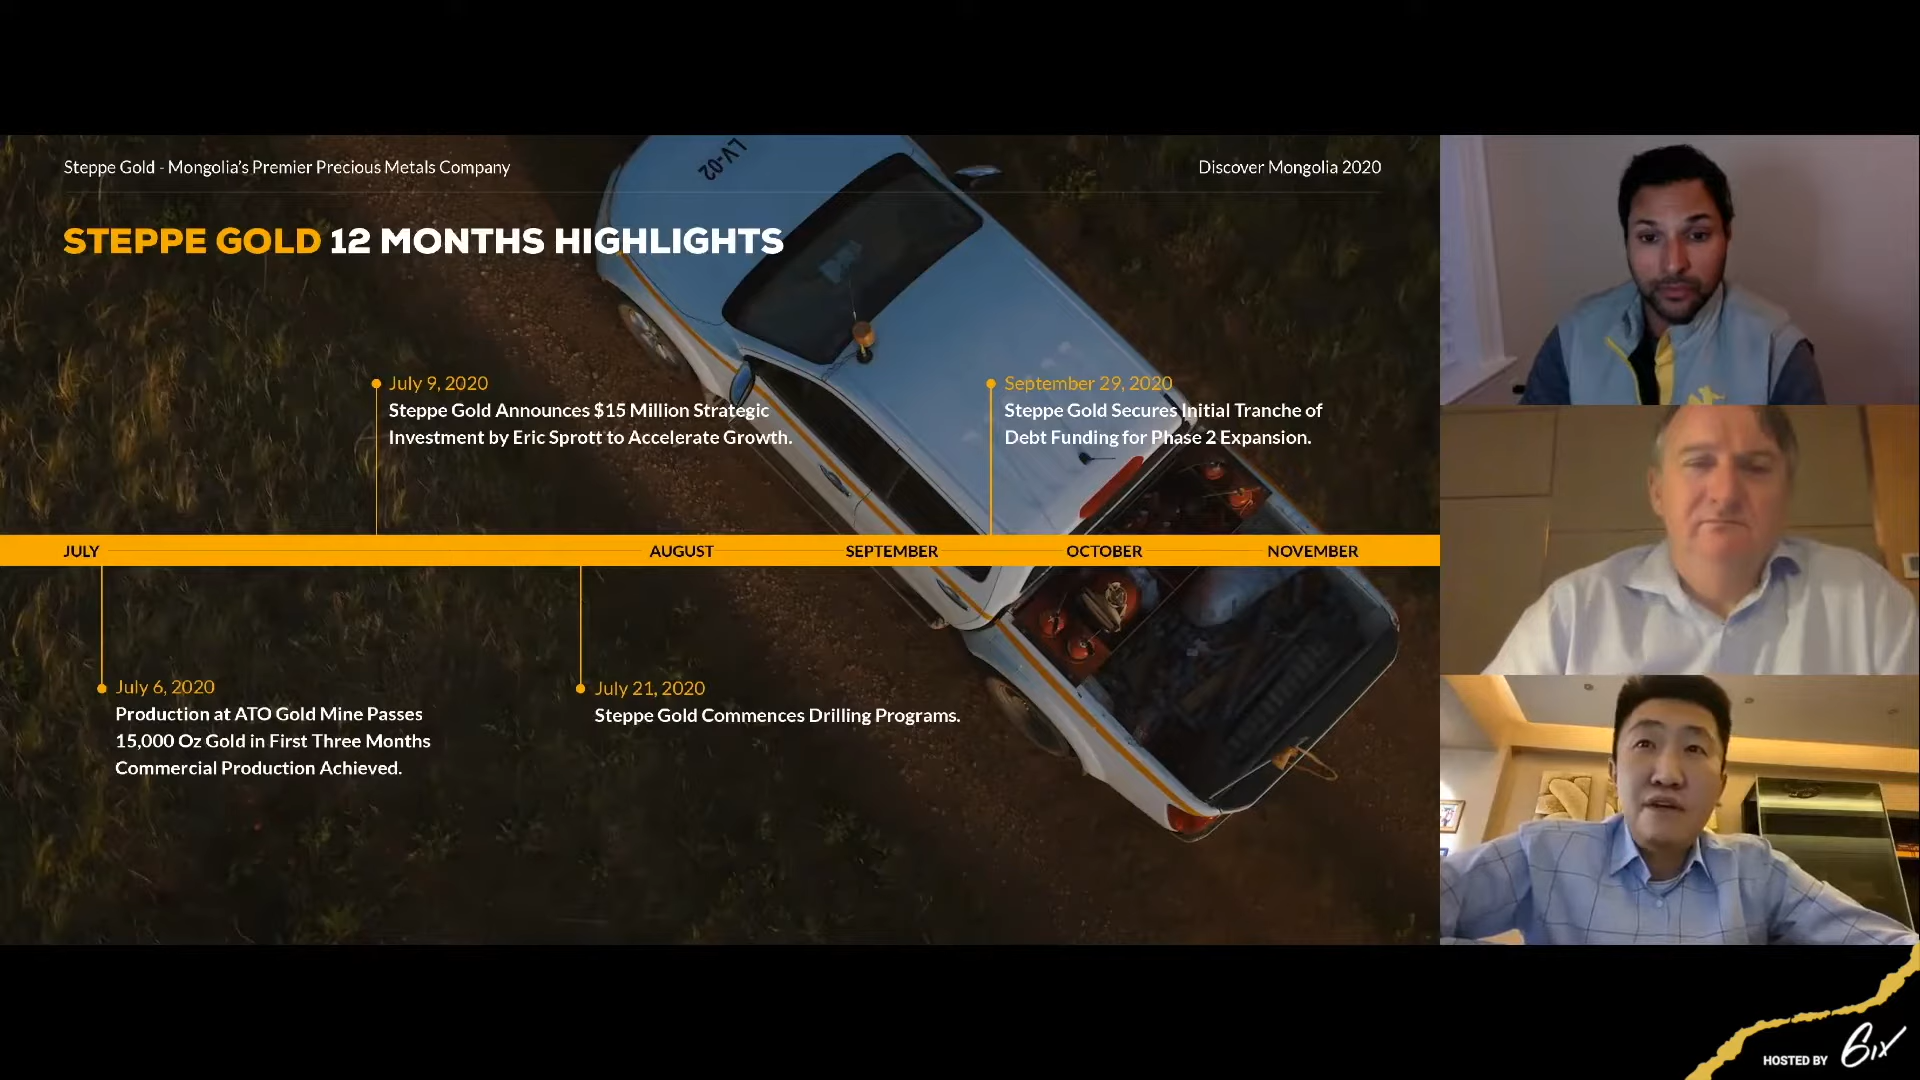 Steppe Gold - Mongolia's Premier Precious Metals Company
Discover Mongolia 2020
LV-02
STEPPE GOLD 12 MONTHS HIGHLIGHTS
July 9, 2020
Steppe Gold Announces $15 Million Strategic
Investment by Eric Sprott to Accelerate Growth.
September 29, 2020
Steppe Gold Secures Initial Tranche of
Debt Funding for Phase 2 Expansion.
JULY
AUGUST
SEPTEMBER
OCTOBER
NOVEMBER
July 6, 2020
Production at ATO Gold Mine Passes
15,000 Oz Gold in First Three Months
Commercial Production Achieved.
July 21, 2020
Steppe Gold Commences Drilling Programs.
HOSTED BY 6ix